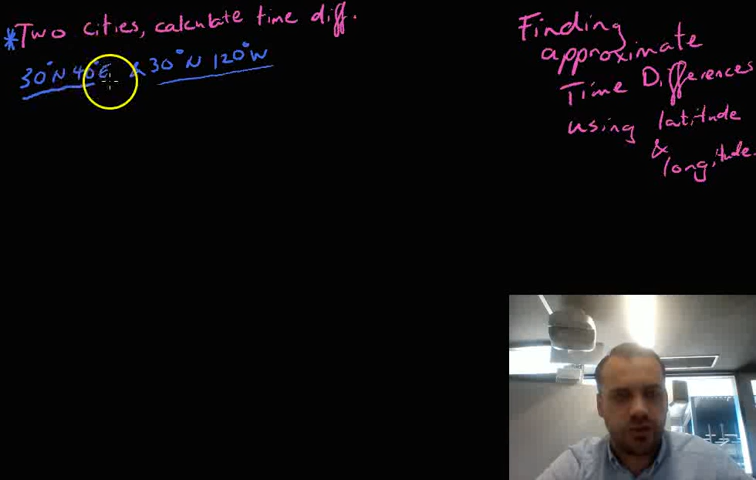 *Two cities, calculate time diff.
30°N 40°E & 30°N 120°W
Finding
approximate
Time Differences
using latitude
&
longitude.